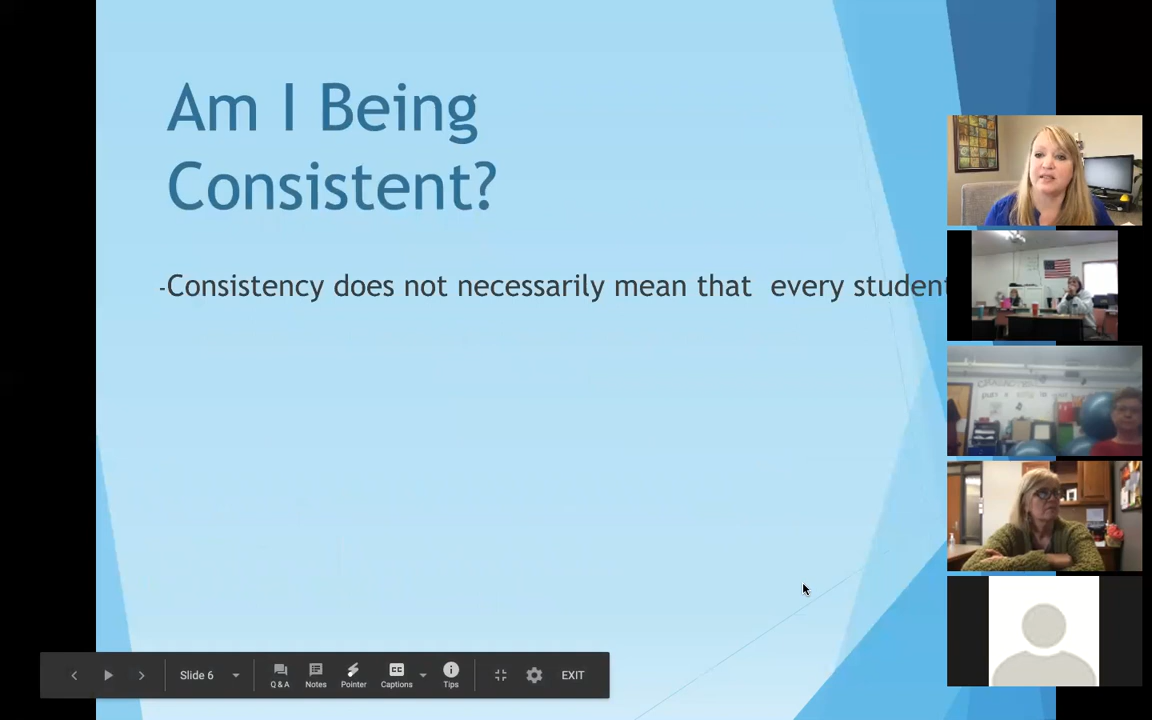 Am I Being
Consistent?
-Consistency does not necessarily mean that  every student
Slide 6
Q&A
Notes
Pointer
Captions
Tips
EXIT